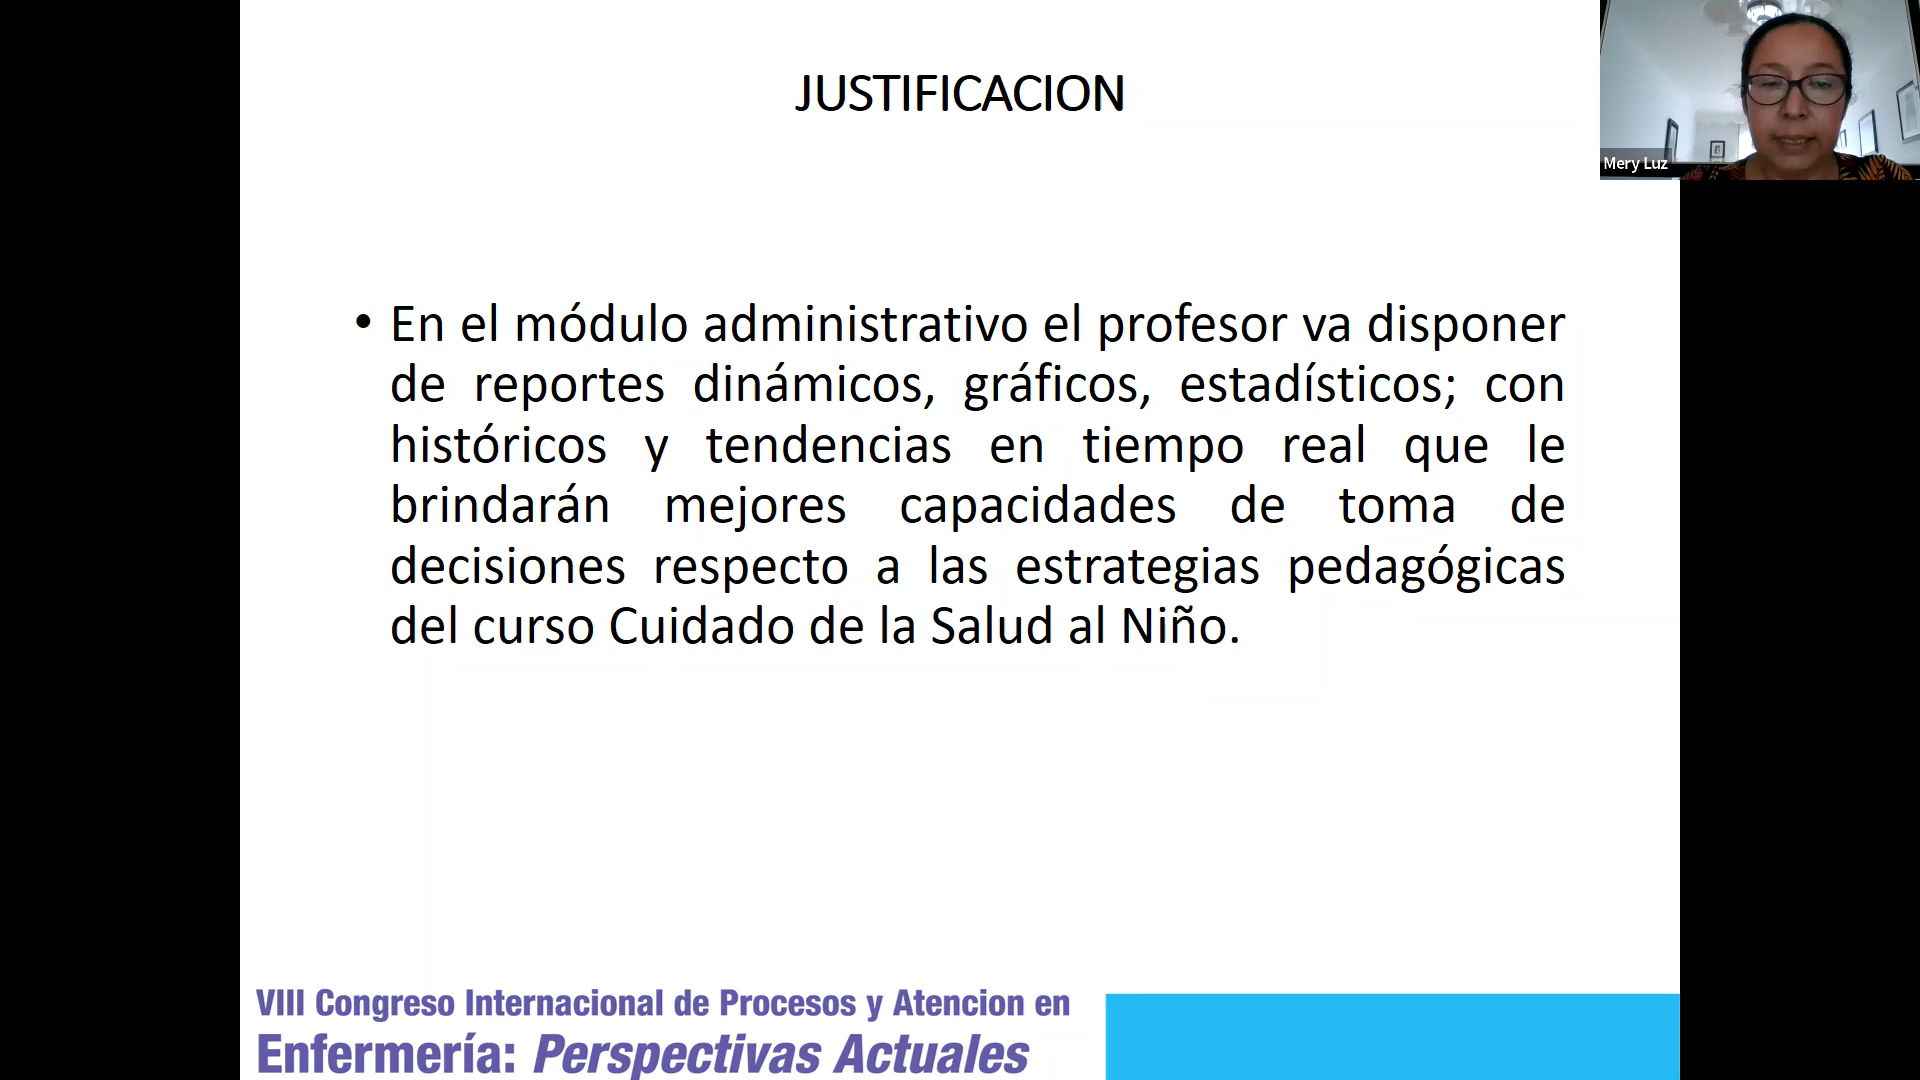 JUSTIFICACION
Mery Luz
• En el módulo administrativo el profesor va disponer
de reportes dinámicos, gráficos, estadísticos; con
históricos y tendencias en tiempo real que le
brindarán mejores capacidades de toma de
decisiones respecto a las estrategias pedagógicas
del curso Cuidado de la Salud al Niño.
VIII Congreso Internacional de Procesos y Atencion en
Enfermería: Perspectivas Actuales